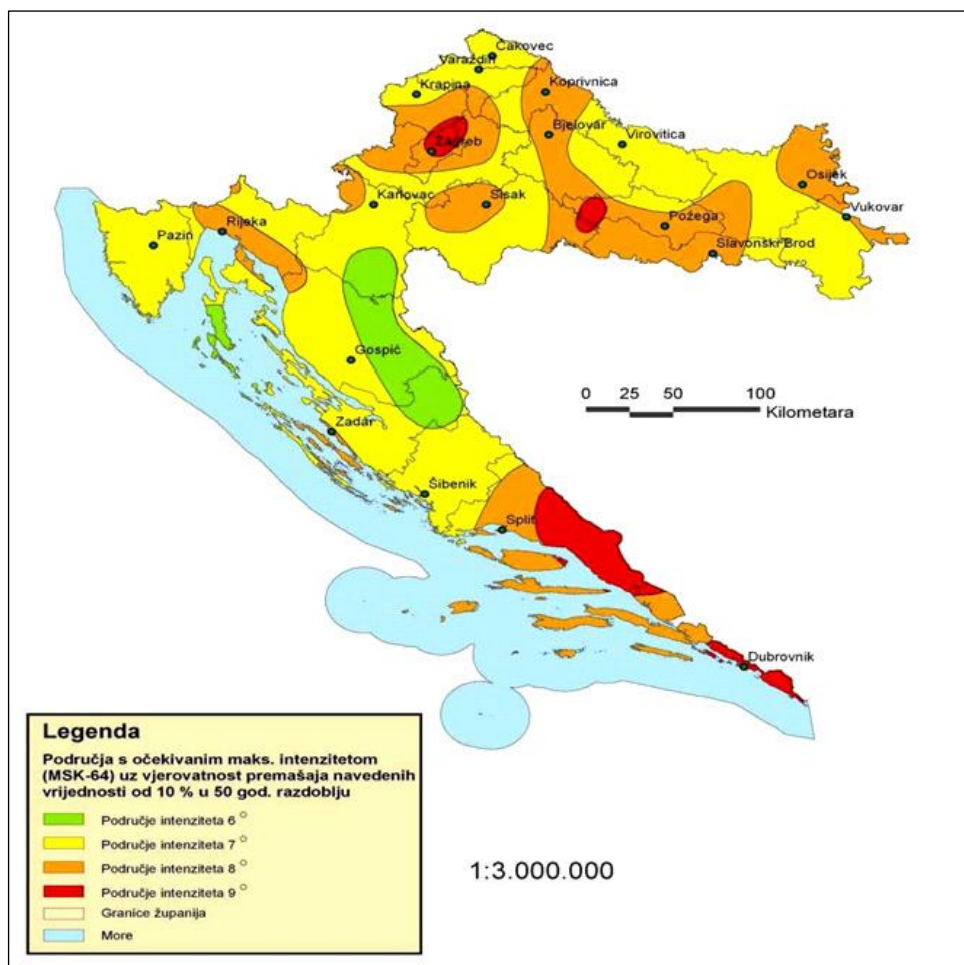 Čakovec
Varaždin
Krapina
Koprivnica
Bjelovar
Virovitica
Zagreb
Osijek
Karlovac
Sisak
Vukovar
Požega
Rijeka
Pazin
Slavonski Brod
Gospić
0 25 50 100
Kilometara
Zadar
Šibenik
Split
Dubrovnik
Legenda
Područja s očekivanim maks. intenzitetom
(MSK-64) uz vjerovatnost premašaja navedenih
vrijednosti od 10 % u 50 god. razdoblju
Područje intenziteta 6 °
Područje intenziteta 7 °
Područje intenziteta 8 °
Područje intenziteta 9 °
Granice županija
More
1:3.000.000